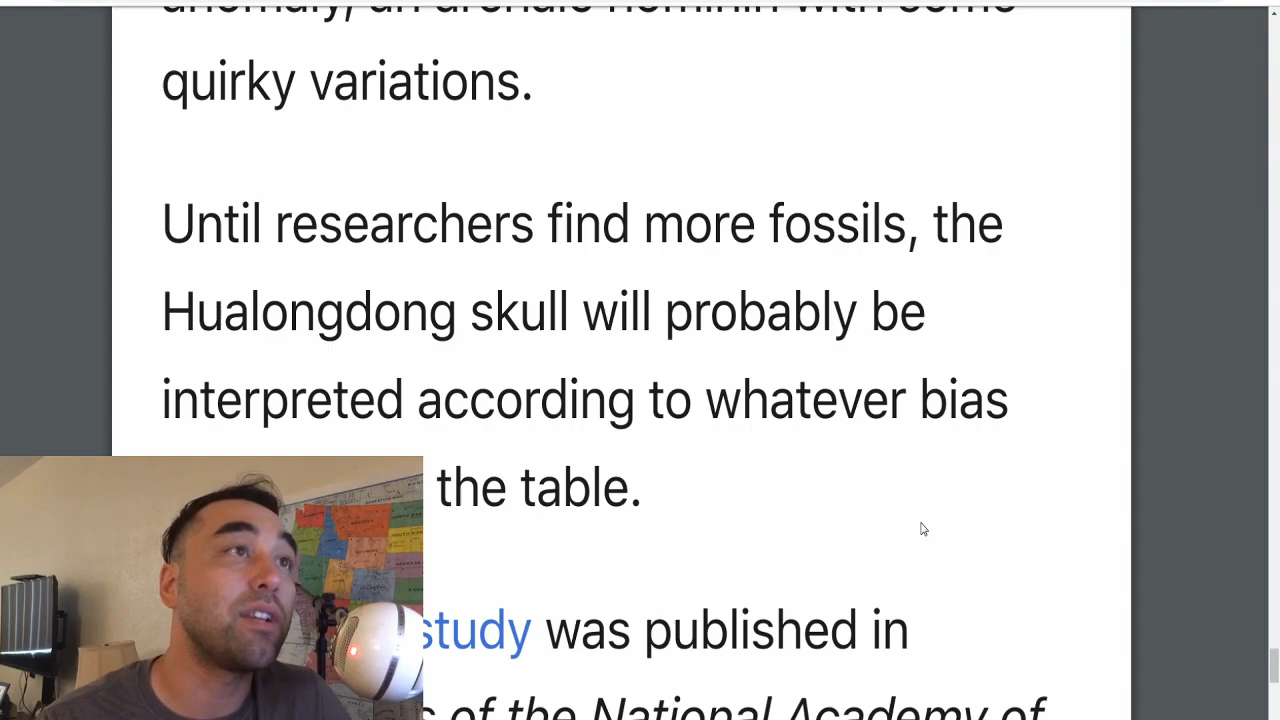 quirky variations.
Until researchers find more fossils, the
Hualongdong skull will probably be
interpreted according to whatever bias
the table.
study was published in
of the National Academy of